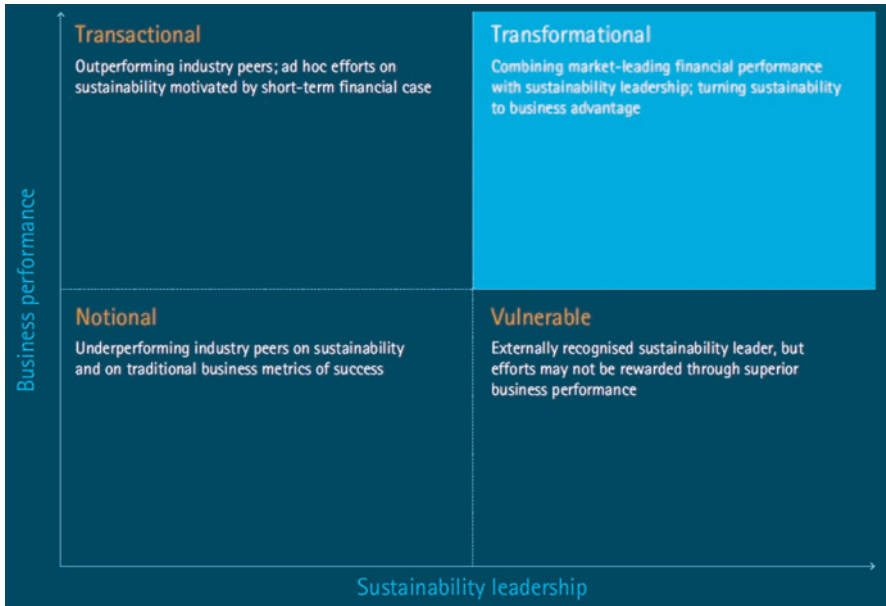 Transactional
Outperforming industry peers; ad hoc efforts on
sustainability motivated by short-term financial case
Transformational
Combining market-leading financial performance
with sustainability leadership; turning sustainability
to business advantage
Business performance
Notional
Underperforming industry peers on sustainability
and on traditional business metrics of success
Vulnerable
Externally recognised sustainability leader, but
efforts may not be rewarded through superior
business performance
Sustainability leadership